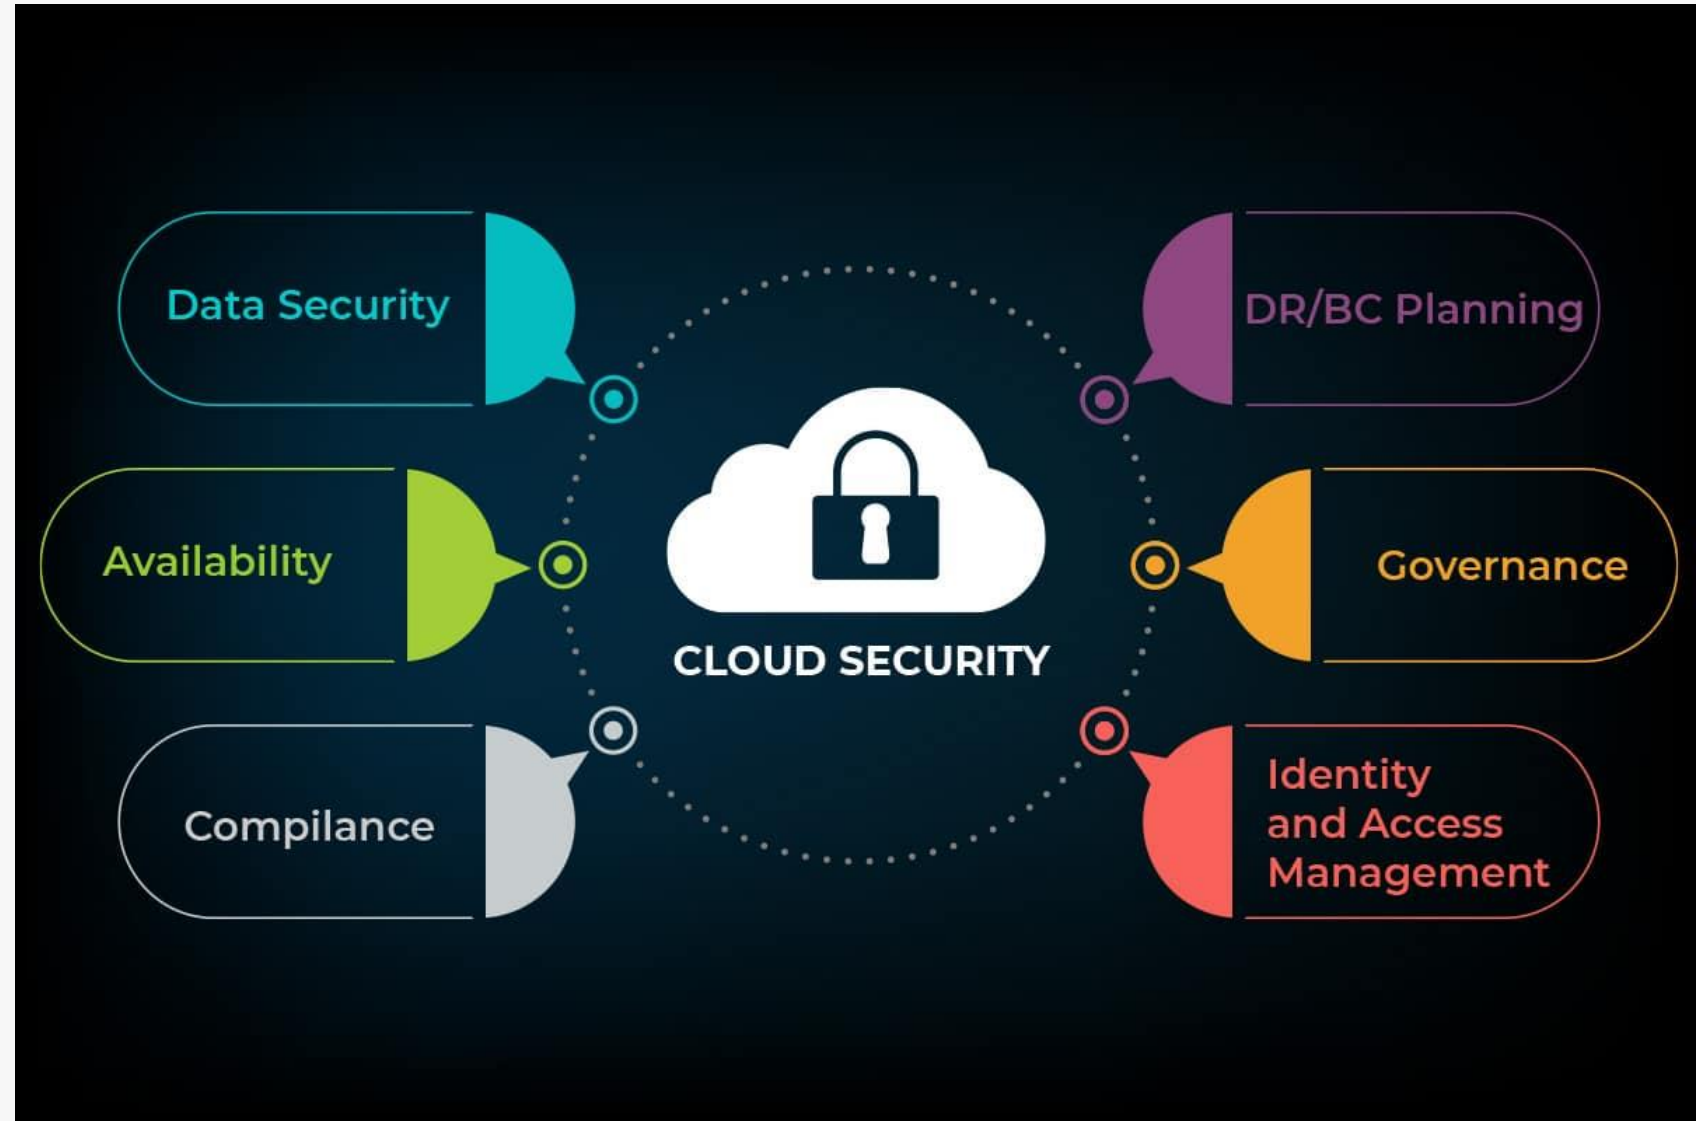 Data Security
DR/BC Planning
Availability
Governance
CLOUD SECURITY
Compilance
Identity
and Access
Management